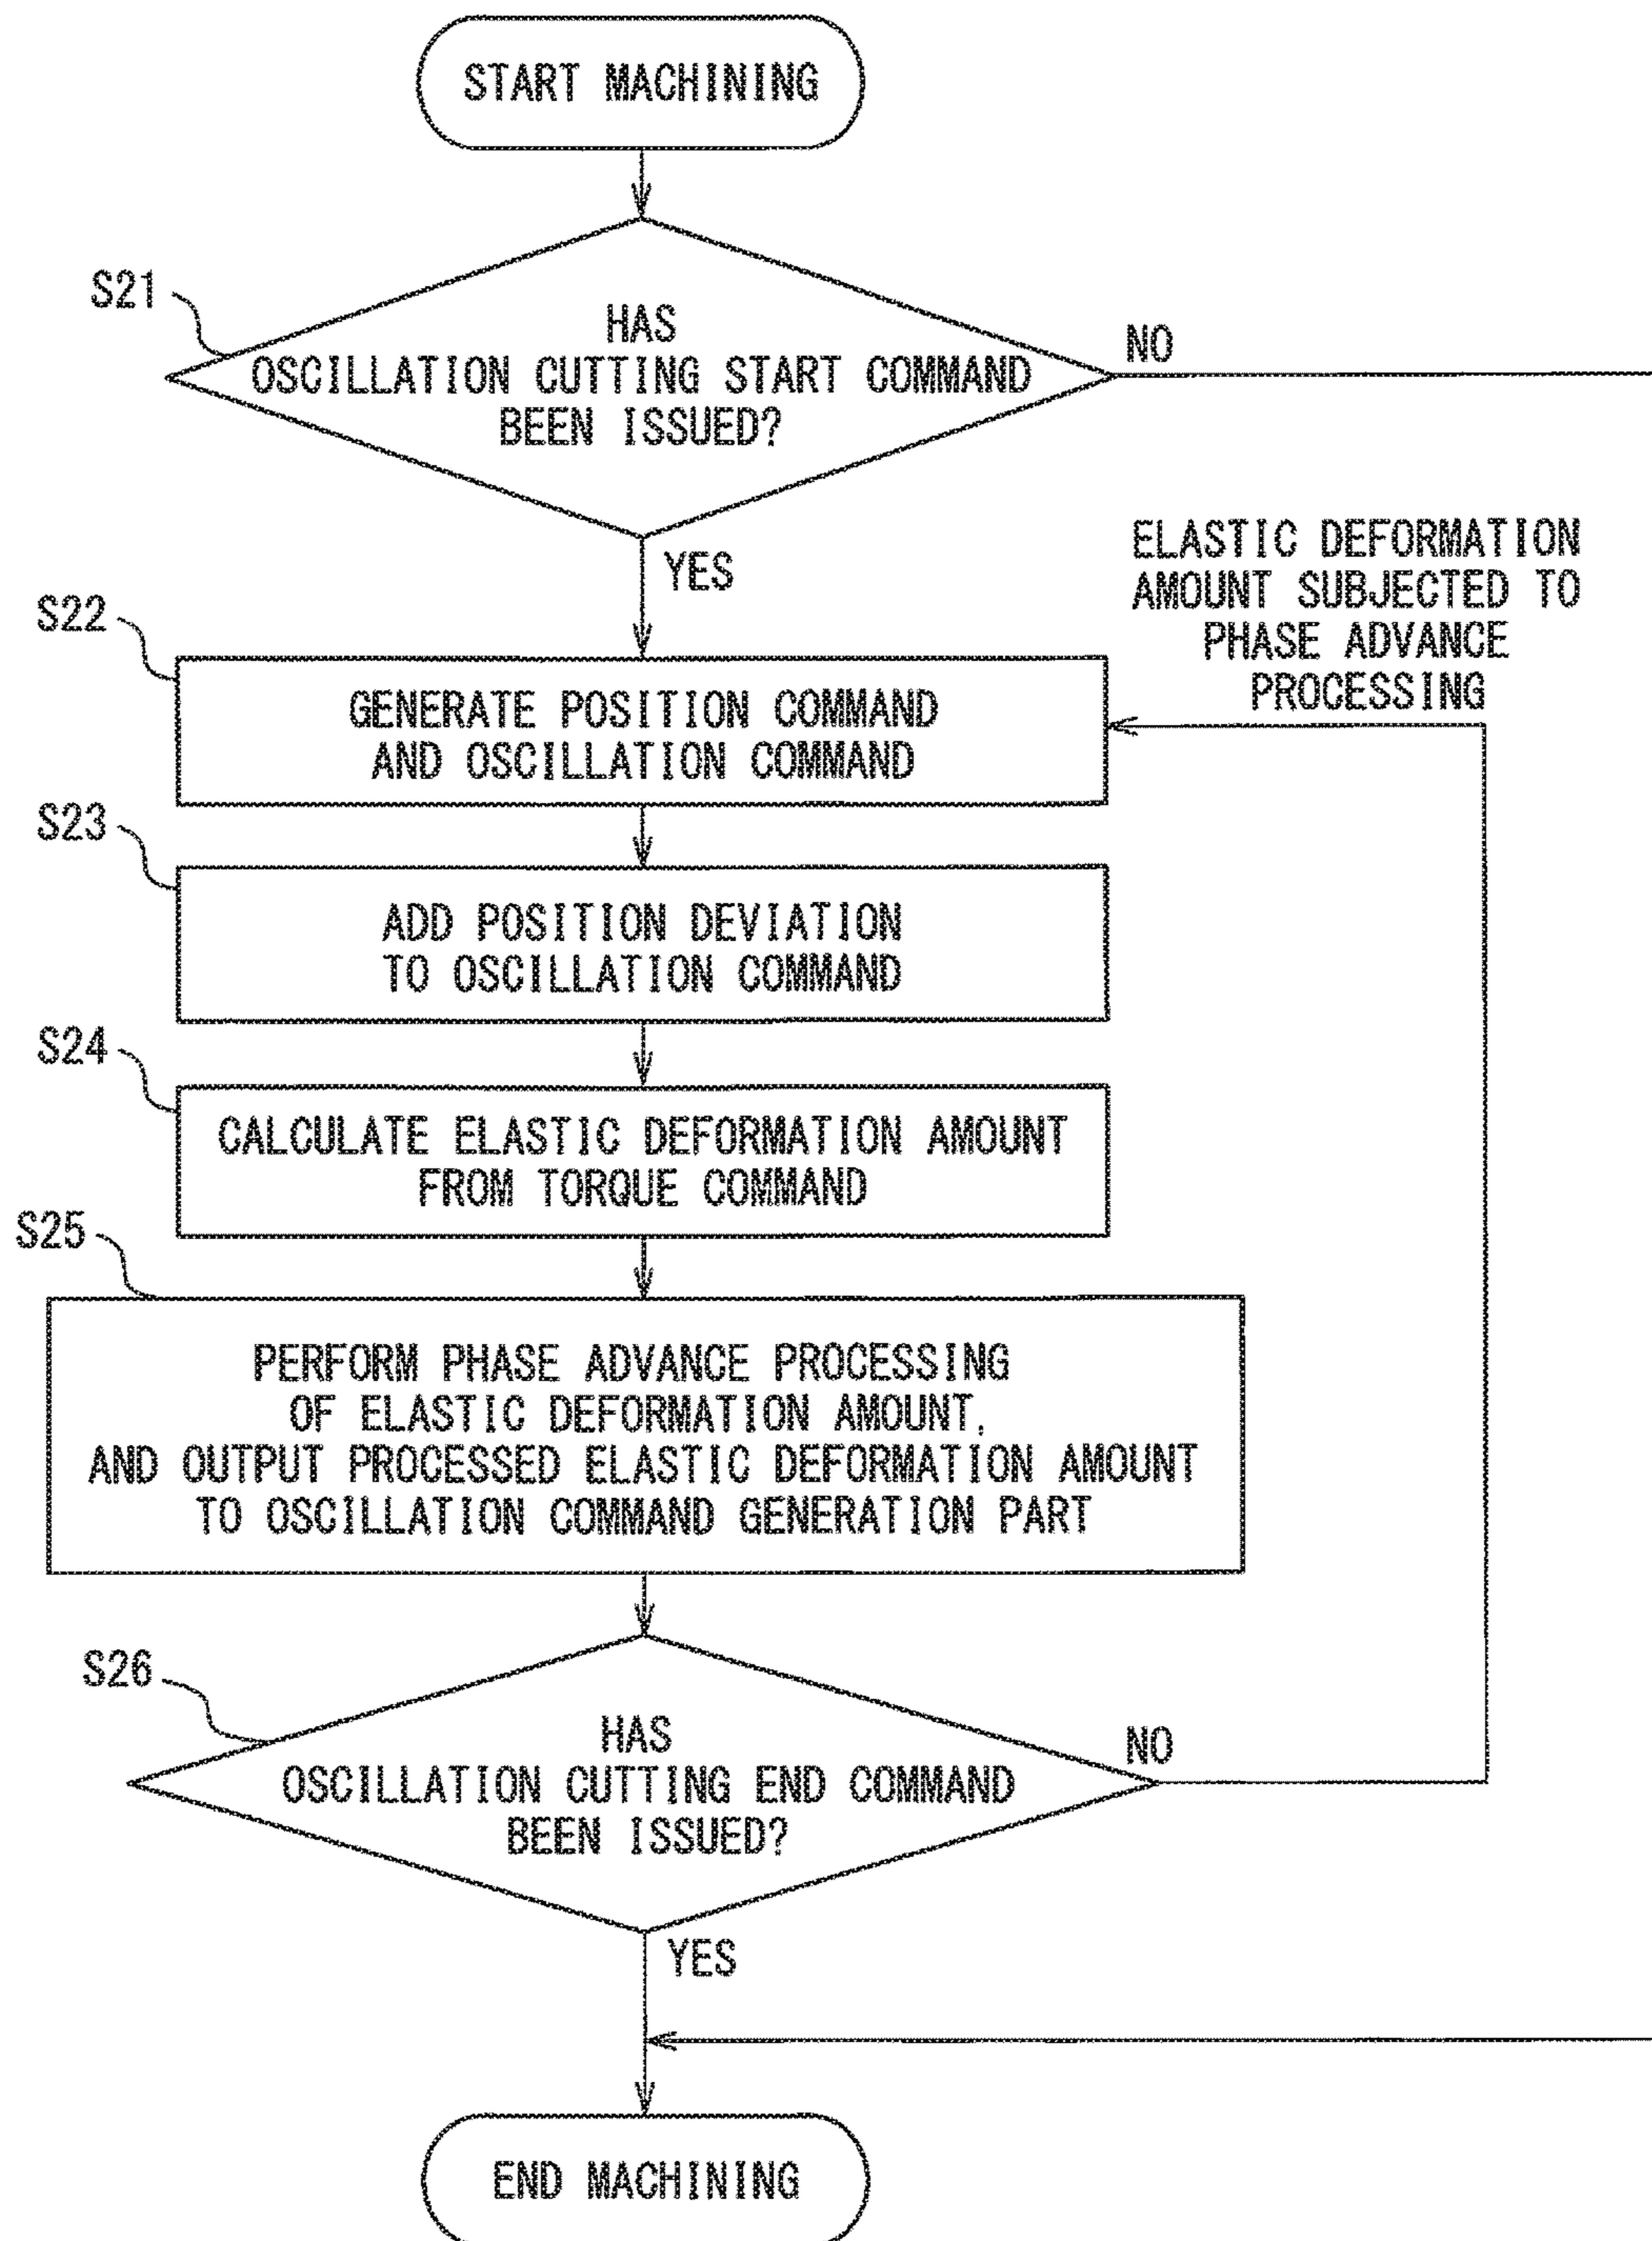 START MACHINING
S21
HAS
OSCILLATION CUTTING START COMMAND
BEEN ISSUED?
NO
YES
ELASTIC DEFORMATION
AMOUNT SUBJECTED TO
PHASE ADVANCE
PROCESSING
S22
GENERATE POSITION COMMAND
AND OSCILLATION COMMAND
S23
ADD POSITION DEVIATION
TO OSCILLATION COMMAND
S24
CALCULATE ELASTIC DEFORMATION AMOUNT
FROM TORQUE COMMAND
S25
PERFORM PHASE ADVANCE PROCESSING
OF ELASTIC DEFORMATION AMOUNT,
AND OUTPUT PROCESSED ELASTIC DEFORMATION AMOUNT
TO OSCILLATION COMMAND GENERATION PART
S26
HAS
OSCILLATION CUTTING END COMMAND
BEEN ISSUED?
NO
YES
END MACHINING